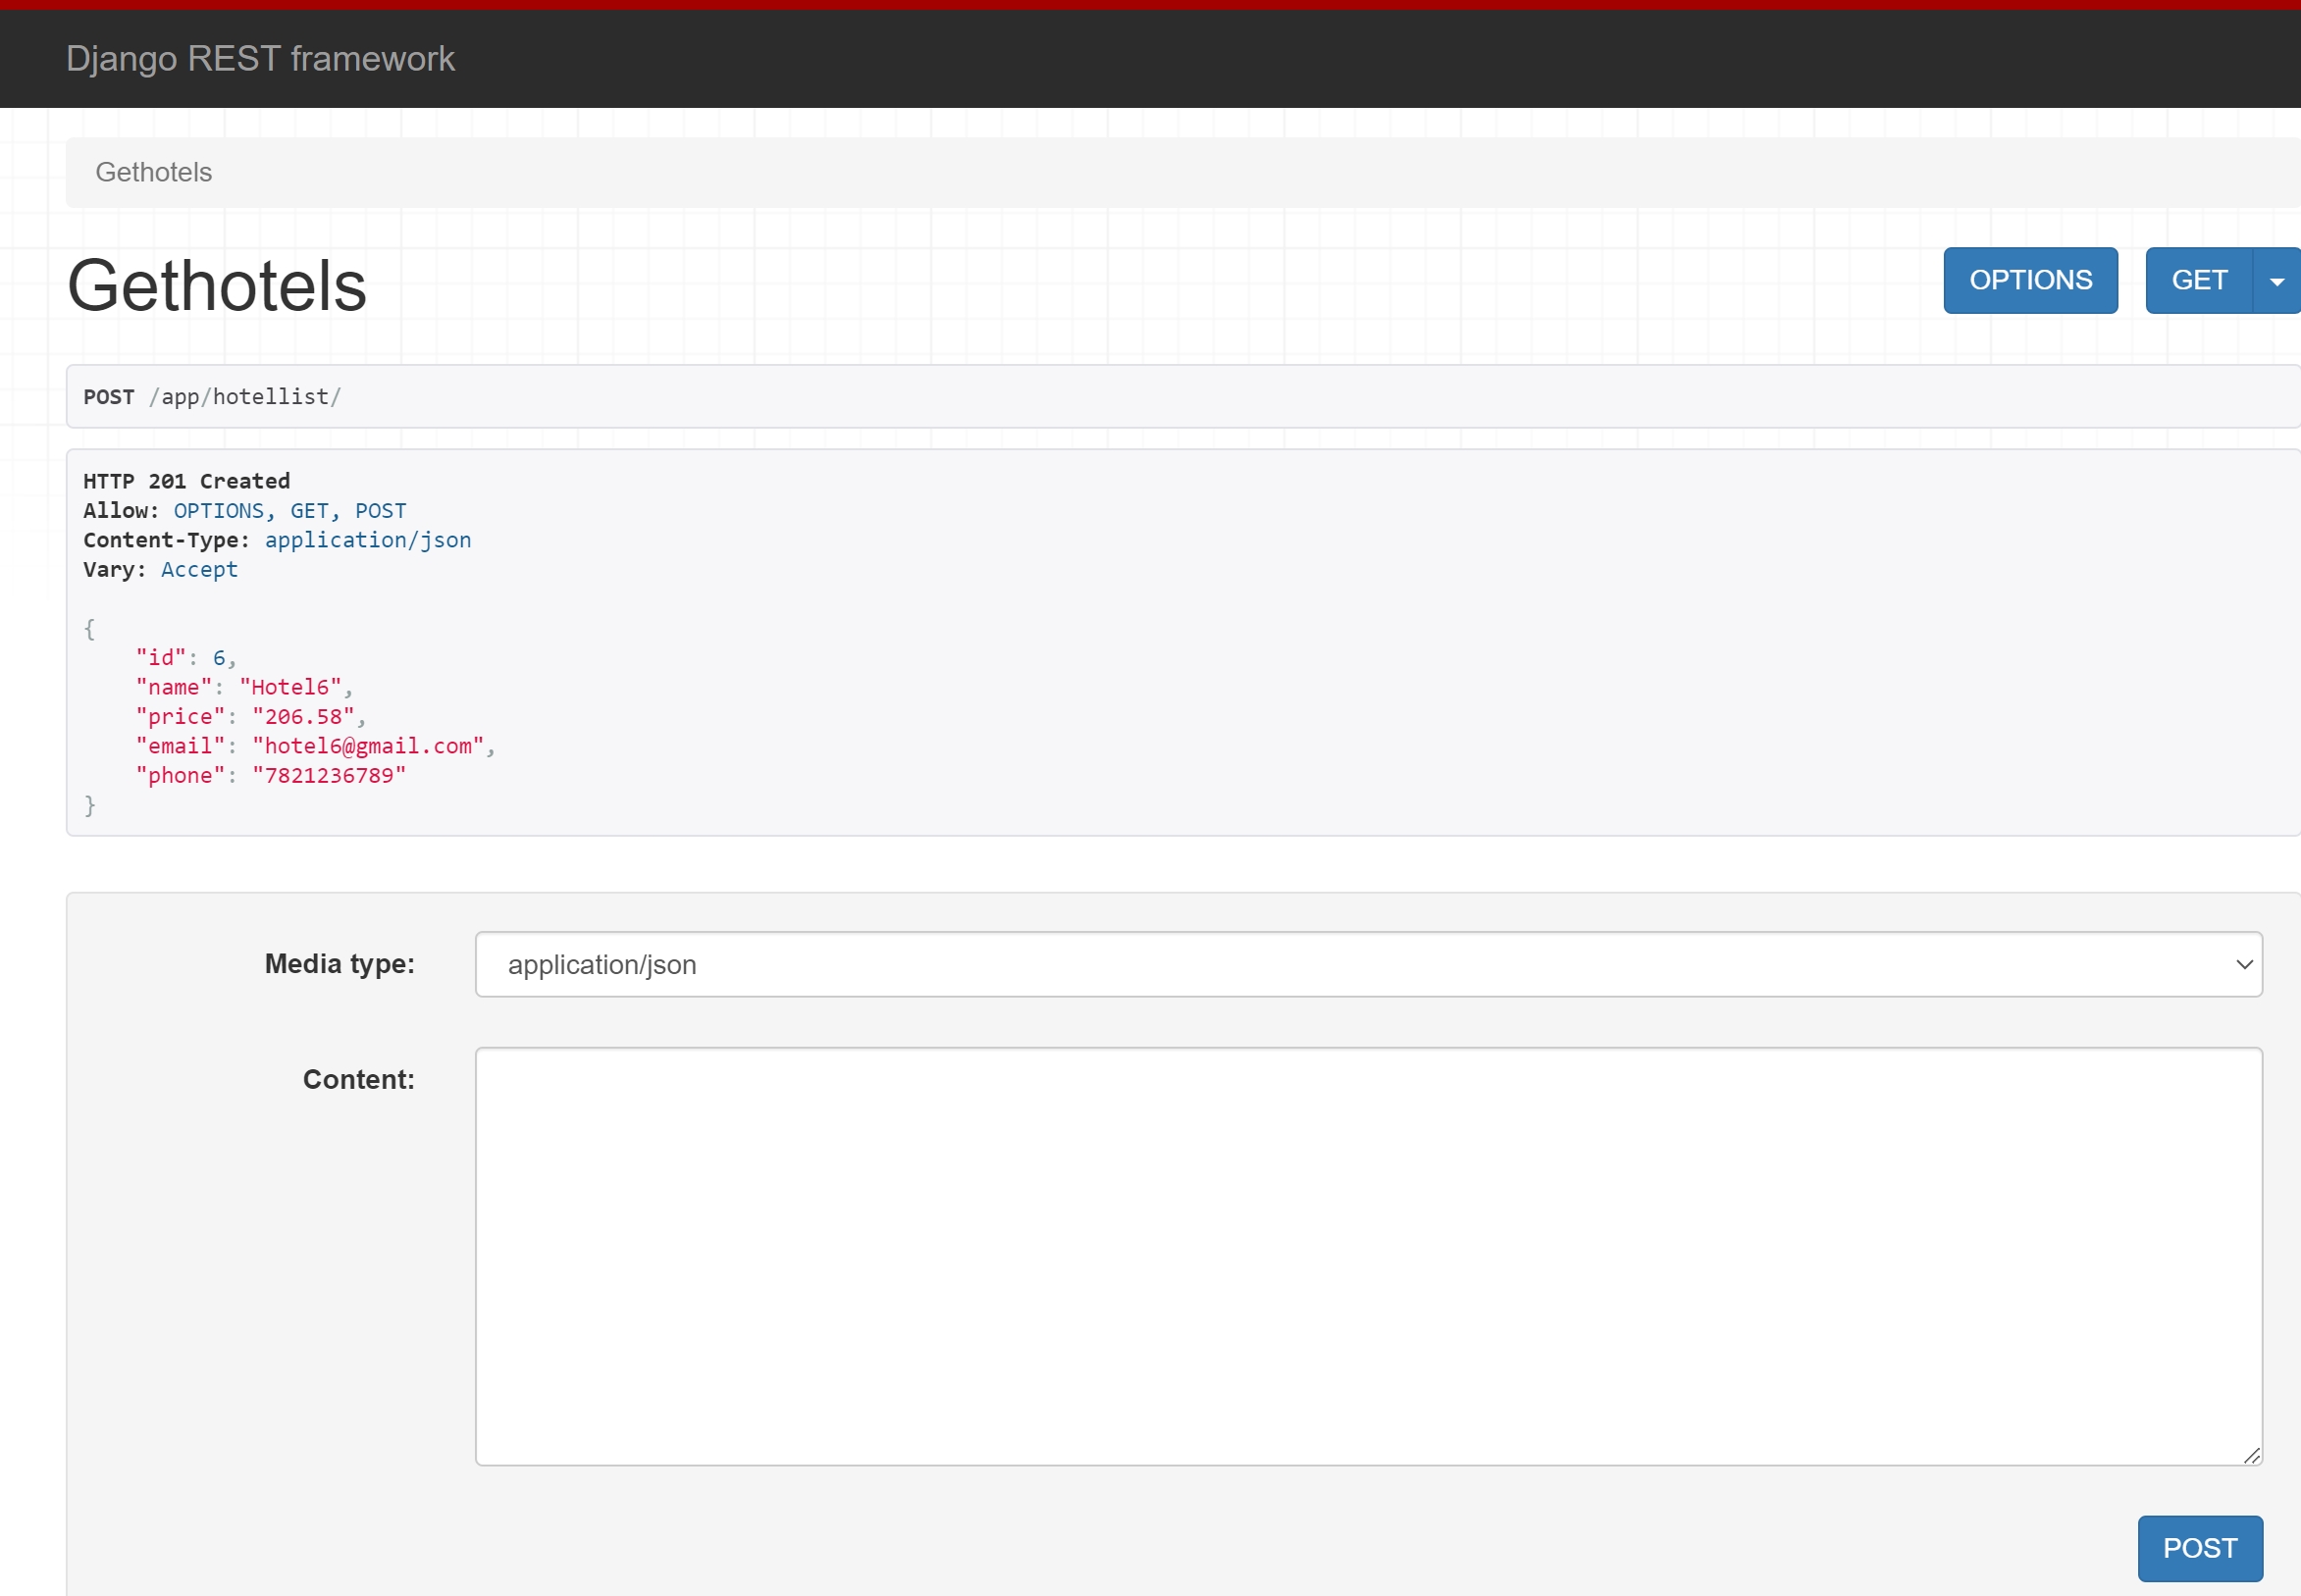 Django REST framework
Gethotels
Gethotels
OPTIONS
GET
POST /app/hotellist/
HTTP 201 Created
Allow: OPTIONS, GET, POST
Content-Type: application/json
Vary: Accept
{
    "id": 6,
    "name": "Hotel6",
    "price": "206.58",
    "email": "hotel6@gmail.com",
    "phone": "7821236789"
}
Media type:
application/json
Content:
POST